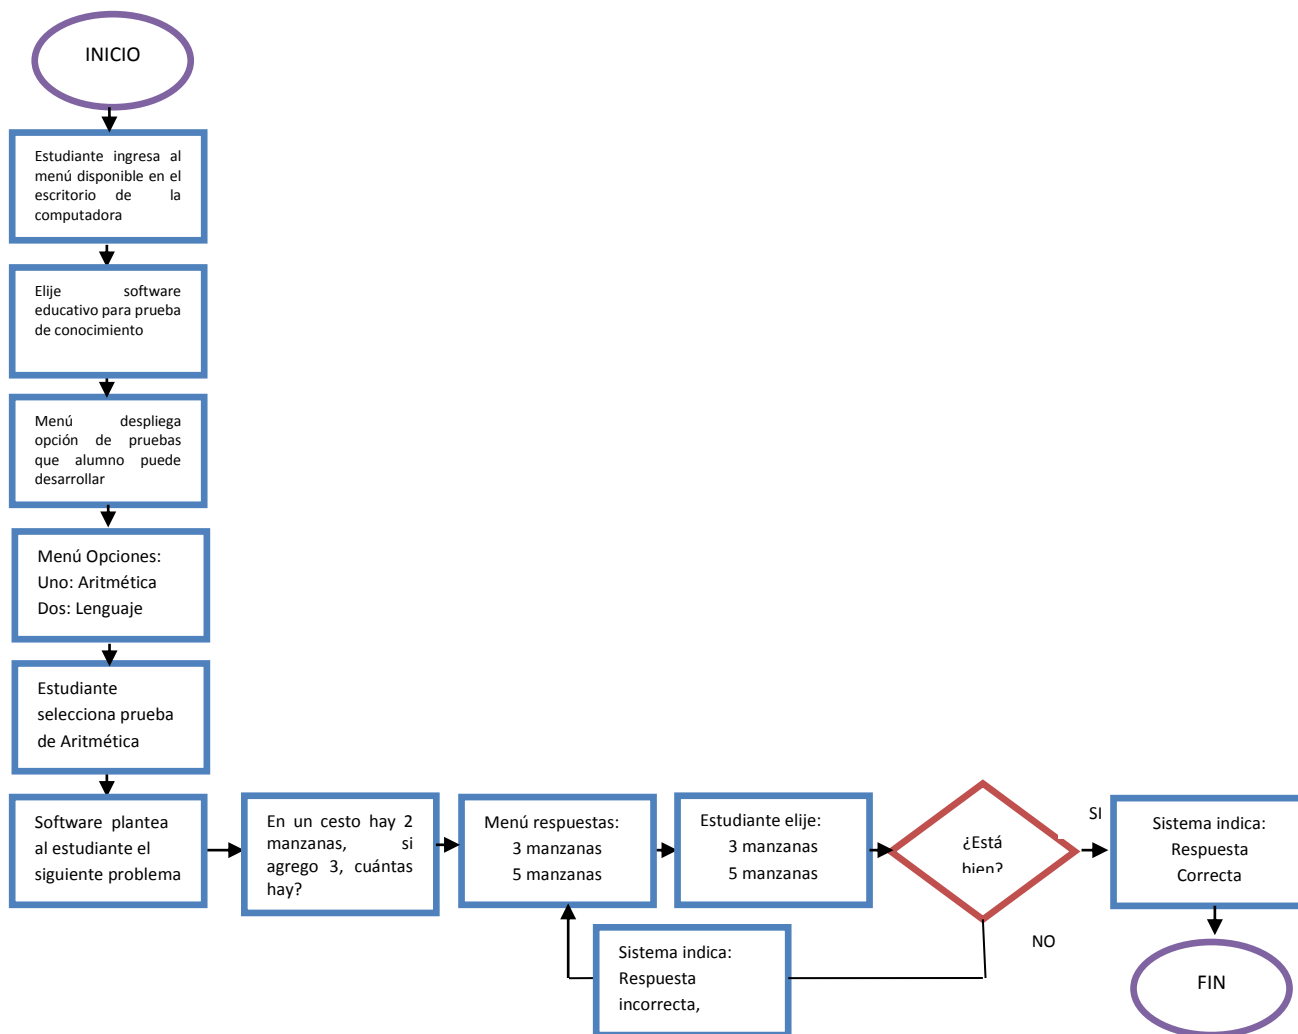 INICIO
Estudiante ingresa al
menú disponible en el
escritorio de la
computadora
Elije software
educativo para prueba
de conocimiento
Menú despliega
opción de pruebas
que alumno puede
desarrollar
Menú Opciones:
Uno: Aritmética
Dos: Lenguaje
Estudiante
selecciona prueba
de Aritmética
Software plantea
al estudiante el
siguiente problema
En un cesto hay 2
manzanas, si
agrego 3, cuántas
hay?
Menú respuestas:
3 manzanas
5 manzanas
Estudiante elije:
3 manzanas
5 manzanas
¿Está
bien?
SI
Sistema indica:
Respuesta
Correcta
NO
Sistema indica:
Respuesta
incorrecta,
FIN